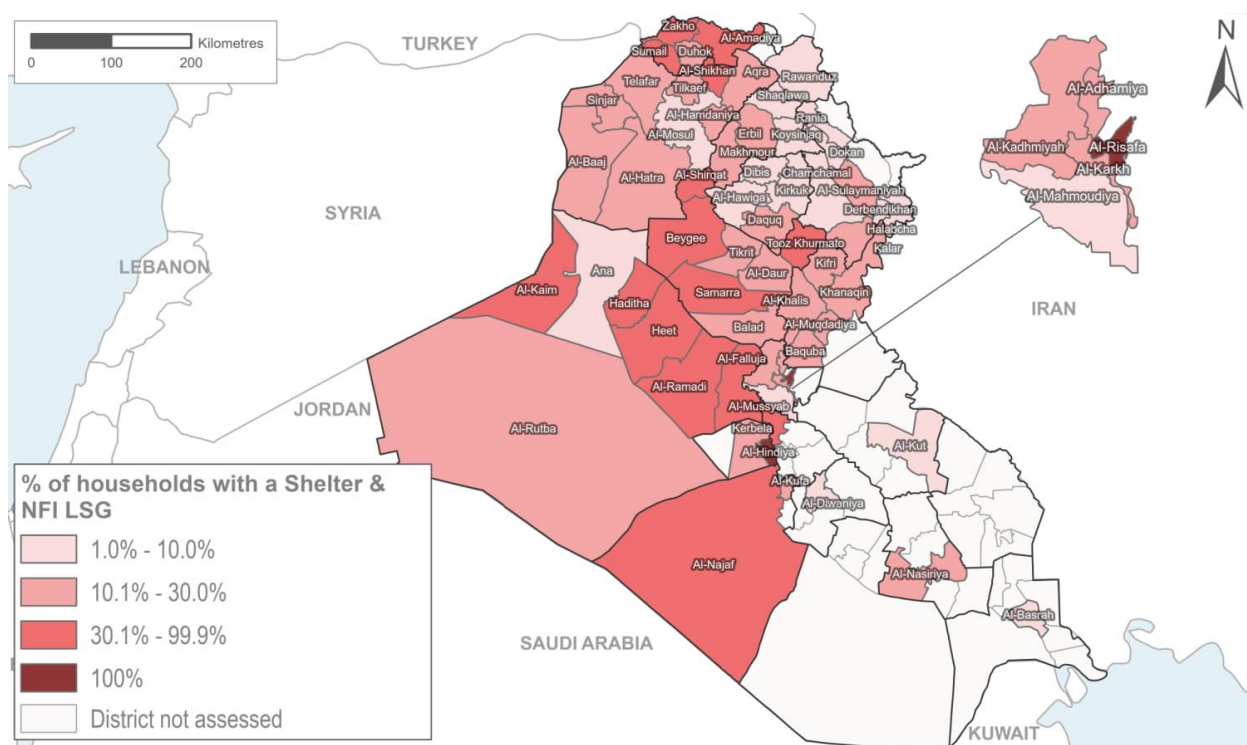 Kilometres
0 100 200
TURKEY
N
Zakho
Al-Amadiya
Sumail
Duhok
Al-Shikhan
Aqra
Rawanduz
Telafar
Tilkaef
Shaqlawa
Sinjar
Al-Hamdaniya
Rania
Al-Mosul
Erbil
Koysinjaq
Makhmour
Dokan
Al-Baaj
Al-Hatra
Al-Shirqat
Dibis
Chamchamal
Kirkuk
Al-Sulaymaniyah
Al-Hawiga
Derbendikhan
Daquq
Halabcha
Beygee
Tooz Khurmato
Kalar
Tikrit
Kifri
Al-Daur
Ana
Al-Kaim
Haditha
Samarra
Al-Khalis
Khanaqin
Heet
Balad
Al-Muqdadiya
Al-Falluja
Baquba
Al-Ramadi
Al-Mussyab
Al-Rutba
Kerbela
Al-Hindiya
Al-Kut
Al-Kufa
Al-Diwaniya
Al-Najaf
Al-Nasiriya
Al-Basrah
Al-Adhamiya
Al-Kadhmiyah
Al-Risafa
Al-Karkh
Al-Mahmoudiya
SYRIA
LEBANON
IRAN
JORDAN
SAUDI ARABIA
KUWAIT
% of households with a Shelter &
NFI LSG
1.0% - 10.0%
10.1% - 30.0%
30.1% - 99.9%
100%
District not assessed